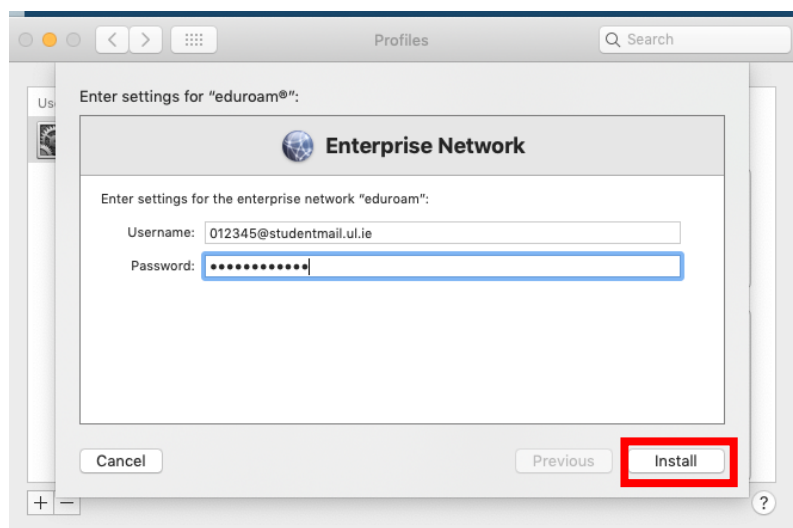 Profiles
Search
Us
Enter settings for “eduroam®”:
Enterprise Network
Enter settings for the enterprise network “eduroam”:
Username: 012345@studentmail.ul.ie
Password: ••••••••••••
Cancel Previous Install
+ − ?